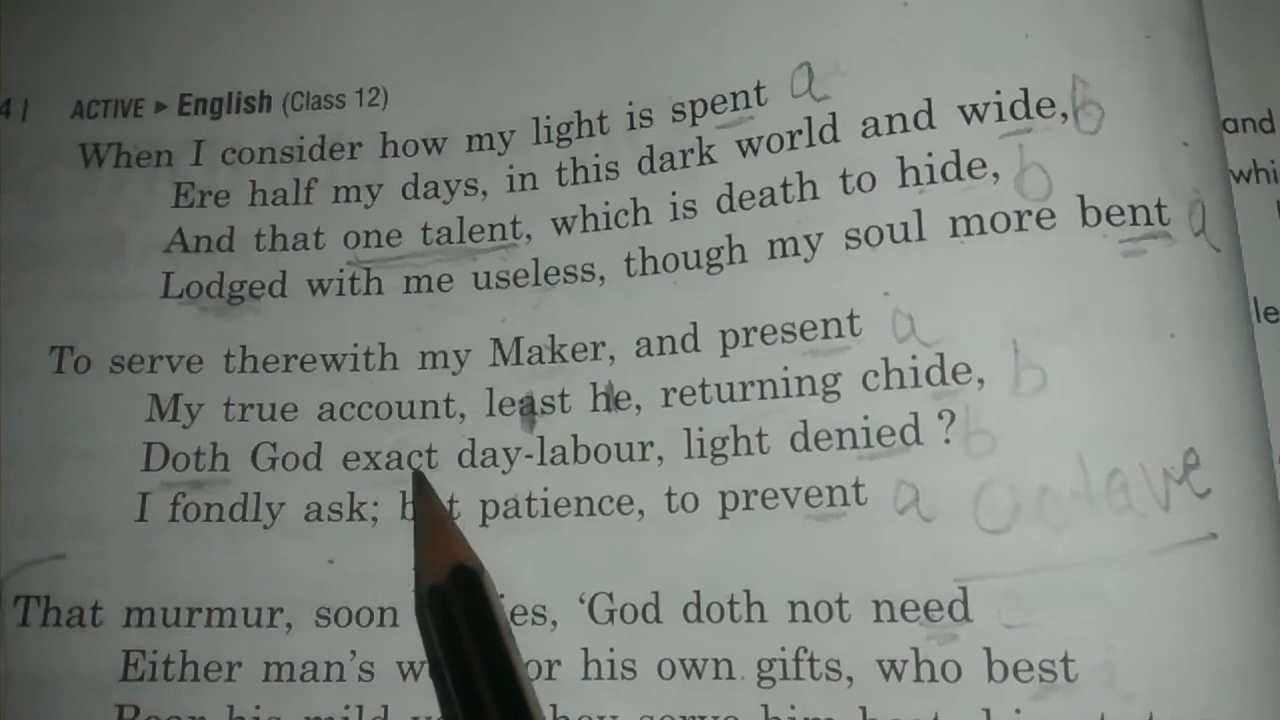 4 | ACTIVE ▸ English (Class 12)
When I consider how my light is spent a
Ere half my days, in this dark world and wide, b
And that one talent, which is death to hide, b
Lodged with me useless, though my soul more bent a
To serve therewith my Maker, and present a
My true account, least he, returning chide, b
Doth God exact day-labour, light denied ? b
I fondly ask; but patience, to prevent a octave
That murmur, soon 'God doth not need
Either man's or his own gifts, who best
his mild
and
whi
le